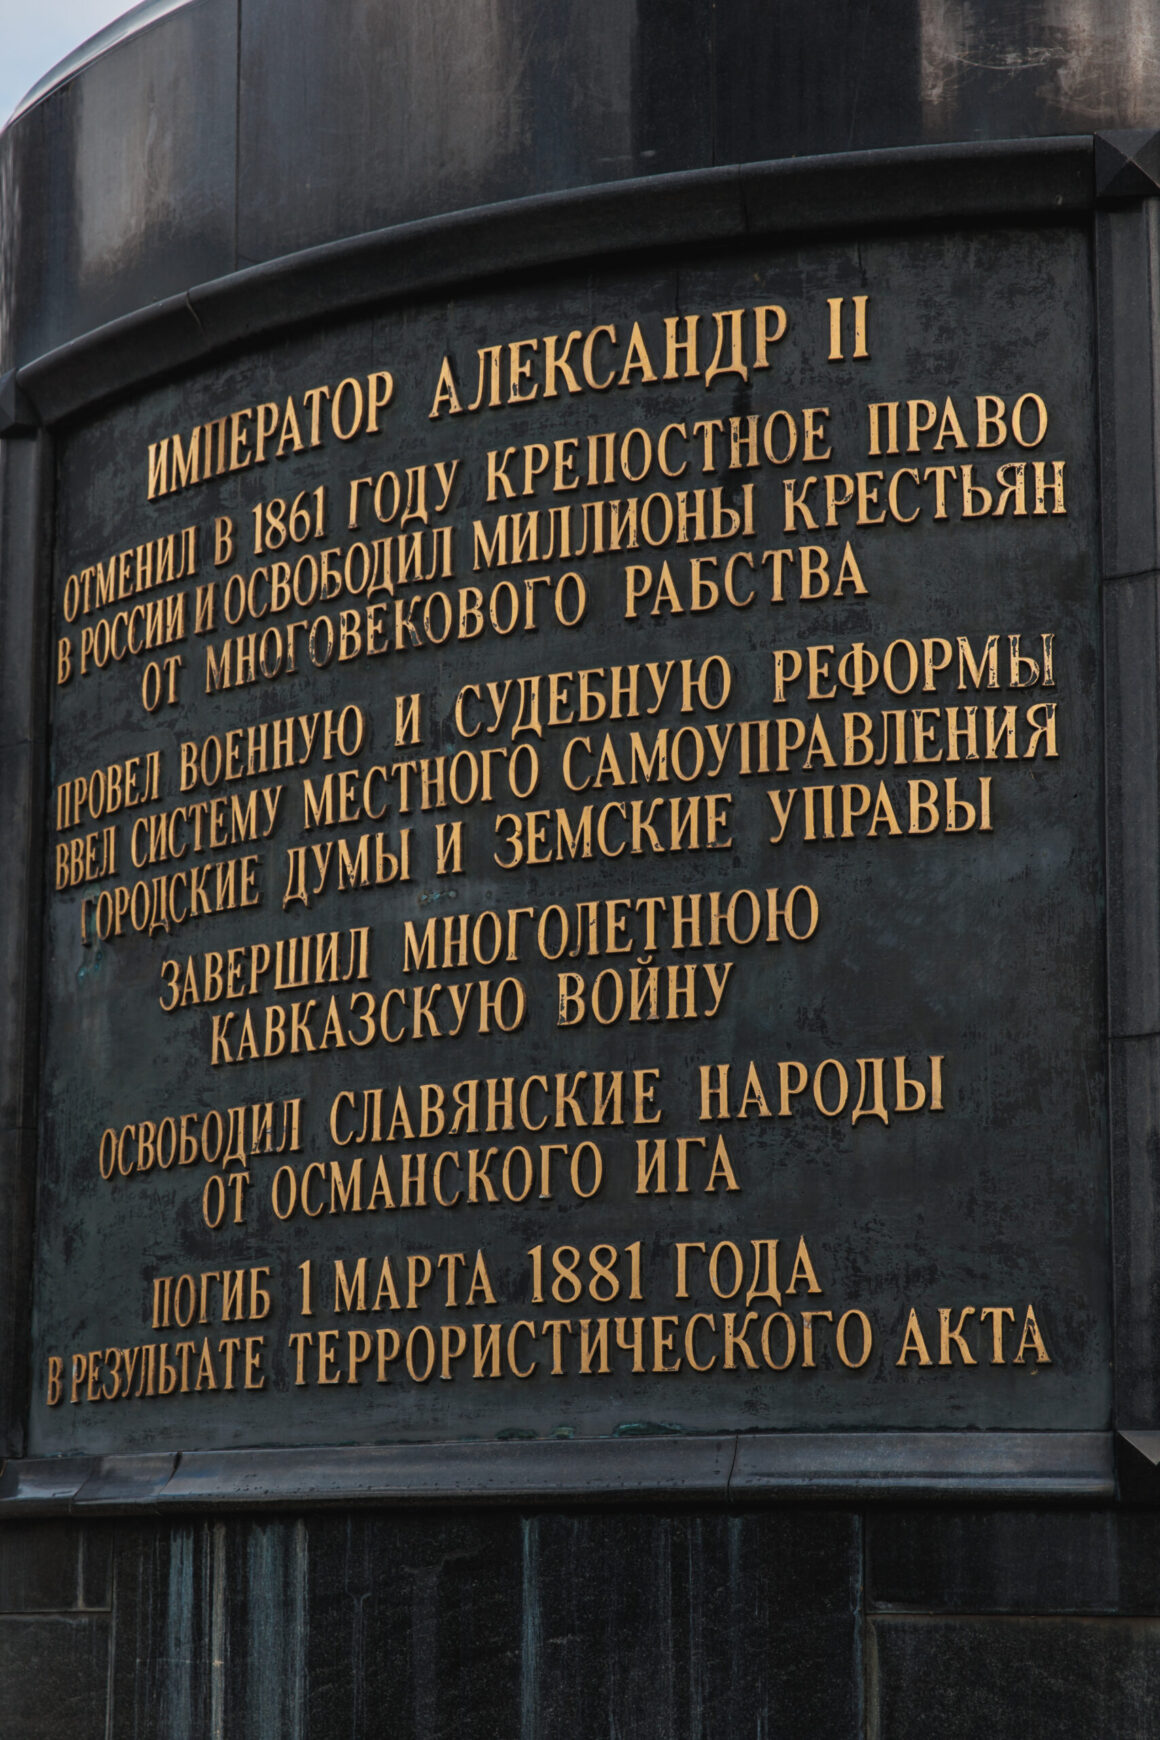 ИМПЕРАТОР АЛЕКСАНДР II
ОТМЕНИЛ В 1861 ГОДУ КРЕПОСТНОЕ ПРАВО
В РОССИИ И ОСВОБОДИЛ МИЛЛИОНЫ КРЕСТЬЯН
ОТ МНОГОВЕКОВОГО РАБСТВА
ПРОВЕЛ ВОЕННУЮ И СУДЕБНУЮ РЕФОРМЫ
ВВЕЛ СИСТЕМУ МЕСТНОГО САМОУПРАВЛЕНИЯ
ГОРОДСКИЕ ДУМЫ И ЗЕМСКИЕ УПРАВЫ
ЗАВЕРШИЛ МНОГОЛЕТНЮЮ
КАВКАЗСКУЮ ВОЙНУ
ОСВОБОДИЛ СЛАВЯНСКИЕ НАРОДЫ
ОТ ОСМАНСКОГО ИГА
ПОГИБ 1 МАРТА 1881 ГОДА
В РЕЗУЛЬТАТЕ ТЕРРОРИСТИЧЕСКОГО АКТА